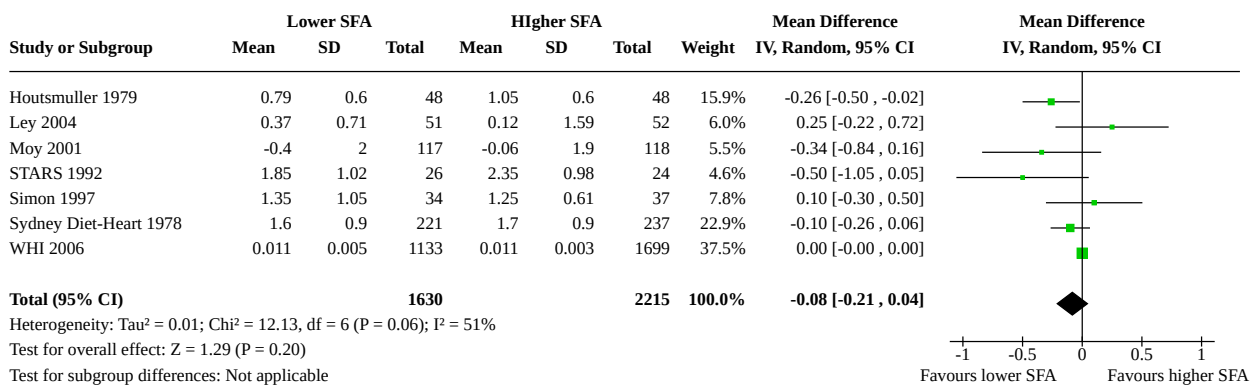 Lower SFA HIgher SFA Mean Difference Mean Difference
Study or Subgroup Mean SD Total Mean SD Total Weight IV, Random, 95% CI IV, Random, 95% CI
Houtsmuller 1979 0.79 0.6 48 1.05 0.6 48 15.9% -0.26 [-0.50 , -0.02]
Ley 2004 0.37 0.71 51 0.12 1.59 52 6.0% 0.25 [-0.22 , 0.72]
Moy 2001 -0.4 2 117 -0.06 1.9 118 5.5% -0.34 [-0.84 , 0.16]
STARS 1992 1.85 1.02 26 2.35 0.98 24 4.6% -0.50 [-1.05 , 0.05]
Simon 1997 1.35 1.05 34 1.25 0.61 37 7.8% 0.10 [-0.30 , 0.50]
Sydney Diet-Heart 1978 1.6 0.9 221 1.7 0.9 237 22.9% -0.10 [-0.26 , 0.06]
WHI 2006 0.011 0.005 1133 0.011 0.003 1699 37.5% 0.00 [-0.00 , 0.00]
Total (95% CI) 1630 2215 100.0% -0.08 [-0.21 , 0.04]
Heterogeneity: Tau² = 0.01; Chi² = 12.13, df = 6 (P = 0.06); I² = 51%
Test for overall effect: Z = 1.29 (P = 0.20)
-1 -0.5 0 0.5 1
Test for subgroup differences: Not applicable Favours lower SFA Favours higher SFA